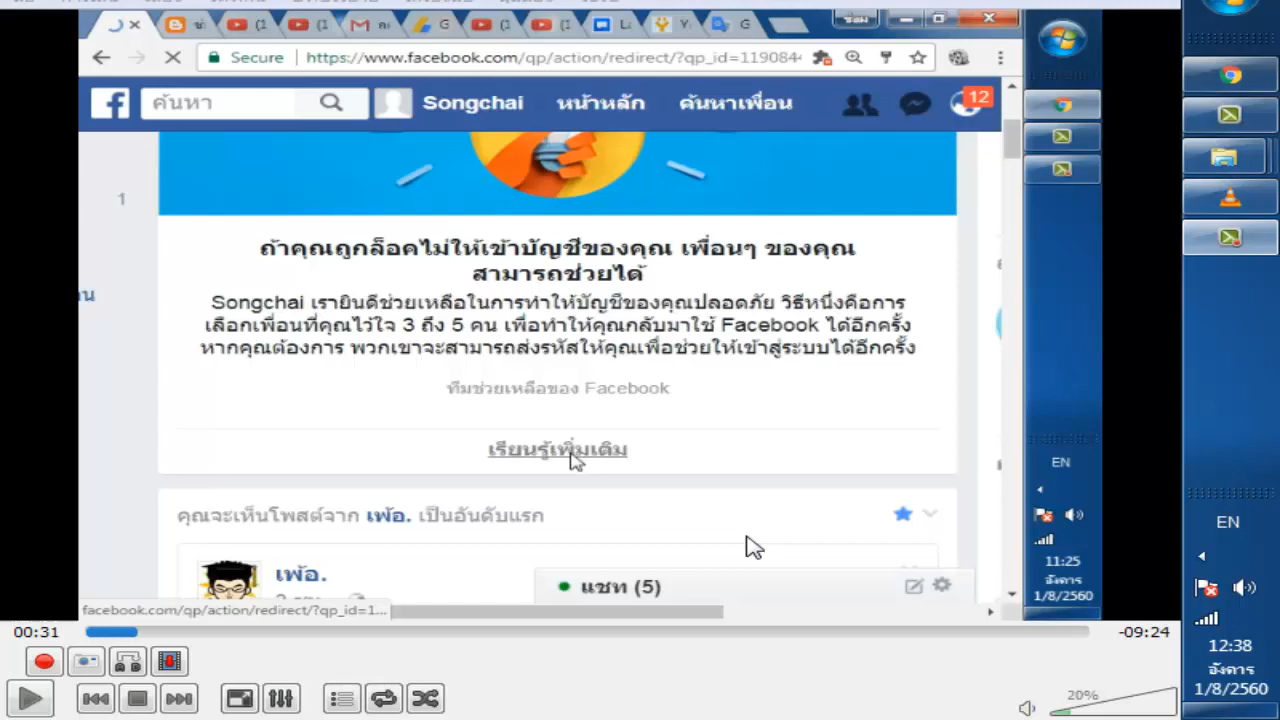 Secure
https://www.facebook.com/qp/action/redirect/?qp_id=119084
f
ค้นหา
Songchai
หน้าหลัก
ค้นหาเพื่อน
12
1
ถ้าคุณถูกล็อคไม่ให้เข้าบัญชีของคุณ เพื่อนๆ ของคุณ
สามารถช่วยได้
Songchai เรายินดีช่วยเหลือในการทำให้บัญชีของคุณปลอดภัย วิธีหนึ่งคือการ
เลือกเพื่อนที่คุณไว้ใจ 3 ถึง 5 คน เพื่อทำให้คุณกลับมาใช้ Facebook ได้อีกครั้ง
หากคุณต้องการ พวกเขาจะสามารถส่งรหัสให้คุณเพื่อช่วยให้เข้าสู่ระบบได้อีกครั้ง
ทีมช่วยเหลือของ Facebook
เรียนรู้เพิ่มเติม
คุณจะเห็นโพสต์จาก เพ้อ. เป็นอันดับแรก
เพ้อ.
แชท (5)
facebook.com/qp/action/redirect/?qp_id=1...
EN
11:25
อังคาร
1/8/2560
EN
12:38
อังคาร
1/8/2560
00:31
-09:24
20%